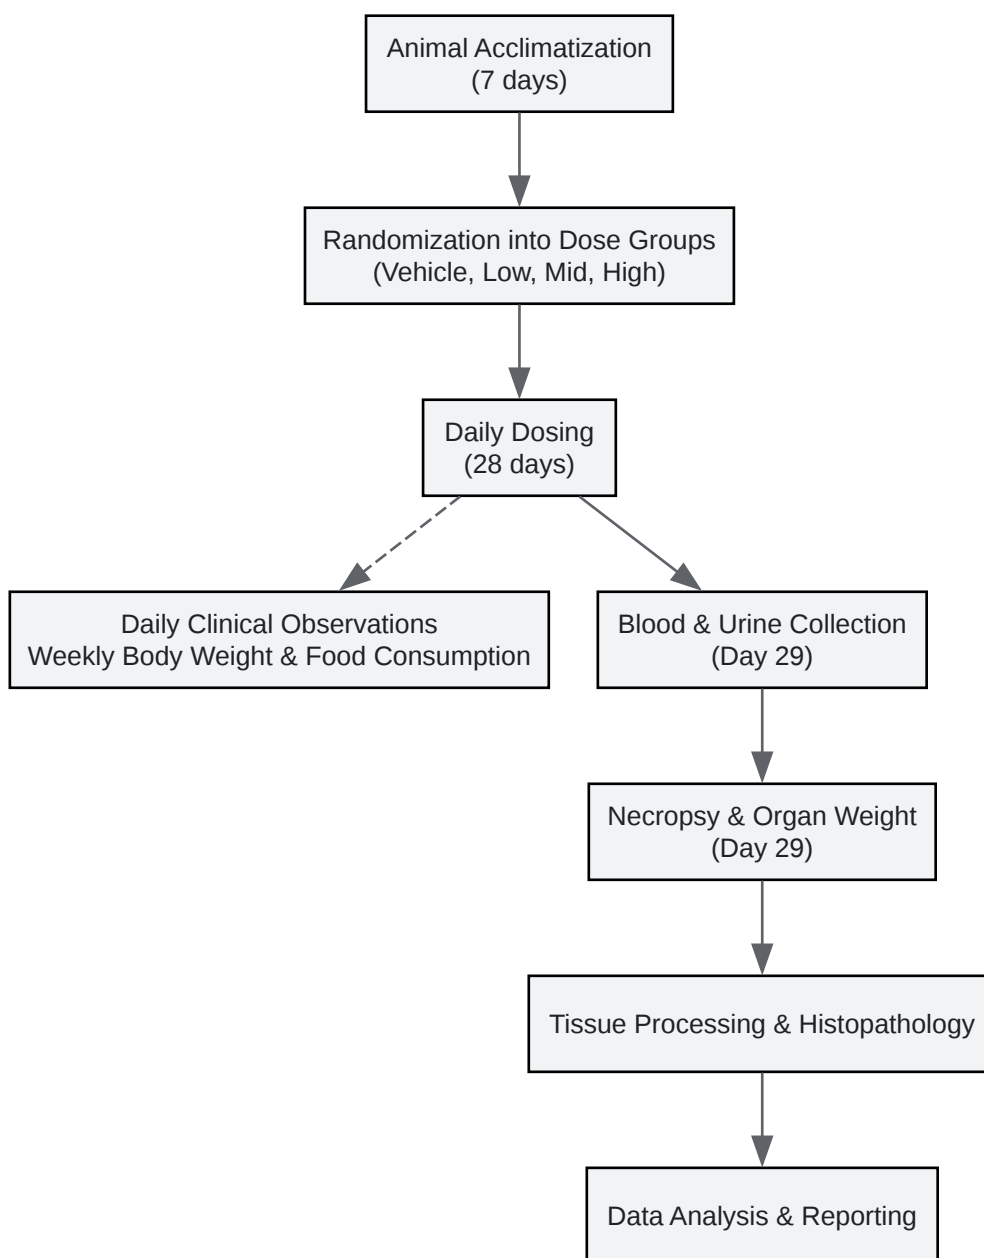 Animal Acclimatization
(7 days)
Randomization into Dose Groups
(Vehicle, Low, Mid, High)
Daily Dosing
(28 days)
Daily Clinical Observations
Weekly Body Weight & Food Consumption
Blood & Urine Collection
(Day 29)
Necropsy & Organ Weight
(Day 29)
Tissue Processing & Histopathology
Data Analysis & Reporting